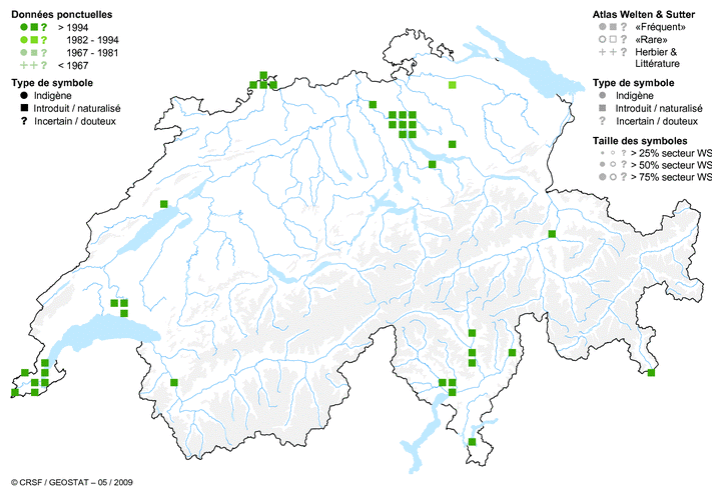 Données ponctuelles
? > 1994
? 1982 - 1994
? 1967 - 1981
++? < 1967
Type de symbole
Indigène
Introduit / naturalisé
? Incertain / douteux
Atlas Welten & Sutter
? «Fréquent»
? «Rare»
++? Herbier &
Littérature
Type de symbole
Indigène
Introduit / naturalisé
? Incertain / douteux
Taille des symboles
? > 25% secteur WS
? > 50% secteur WS
? > 75% secteur WS
© CRSF / GEOSTAT – 05 / 2009